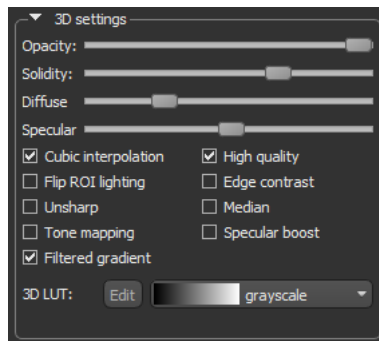 3D settings
Opacity:
Solidity:
Diffuse
Specular
Cubic interpolation High quality
Flip ROI lighting Edge contrast
Unsharp Median
Tone mapping Specular boost
Filtered gradient
3D LUT: Edit grayscale